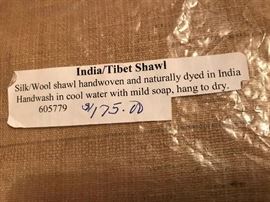 India/Tibet Shawl
Silk/Wool shawl handwoven and naturally dyed in India
Handwash in cool water with mild soap, hang to dry.
605779 $175.00